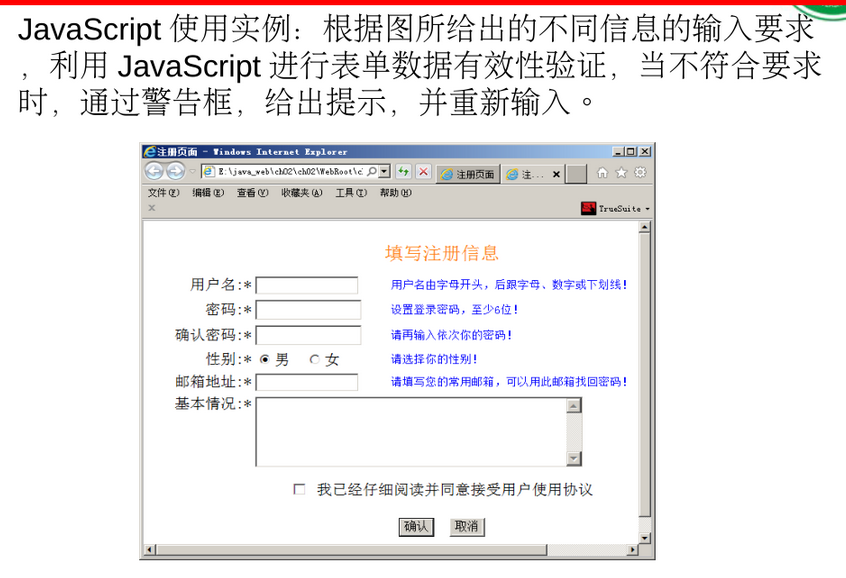 JavaScript 使用实例：根据图所给出的不同信息的输入要求
，利用 JavaScript 进行表单数据有效性验证，当不符合要求
时，通过警告框，给出提示，并重新输入。
注册页面 - Windows Internet Explorer
E:\java_web\ch02\ch02\WebRoot\c
注册页面
注...
文件(F) 编辑(E) 查看(V) 收藏夹(A) 工具(T) 帮助(H)
TrueSuite
填写注册信息
用户名:* 用户名由字母开头，后跟字母、数字或下划线!
密码:* 设置登录密码，至少6位!
确认密码:* 请再输入依次你的密码!
性别:* 男 女 请选择你的性别!
邮箱地址:* 请填写您的常用邮箱，可以用此邮箱找回密码!
基本情况:*
我已经仔细阅读并同意接受用户使用协议
确认 取消